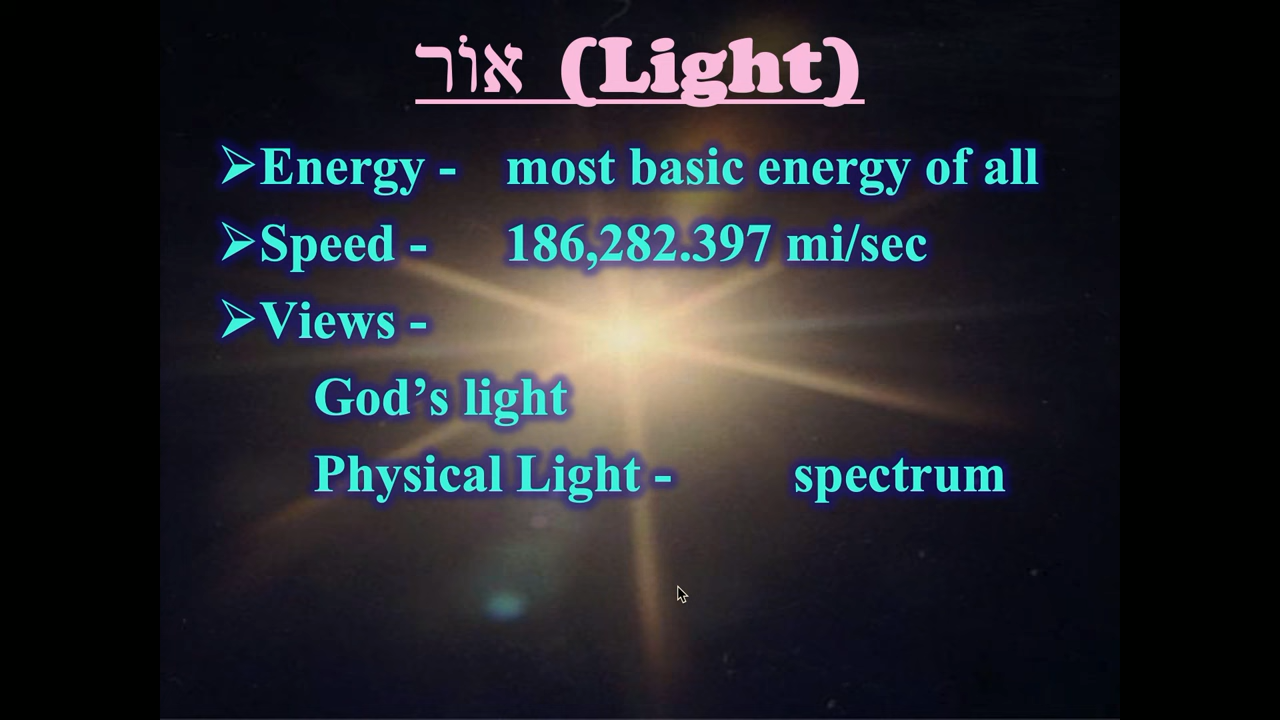 אוֹר (Light)
➢Energy - most basic energy of all
➢Speed - 186,282.397 mi/sec
➢Views -
God’s light
Physical Light - spectrum